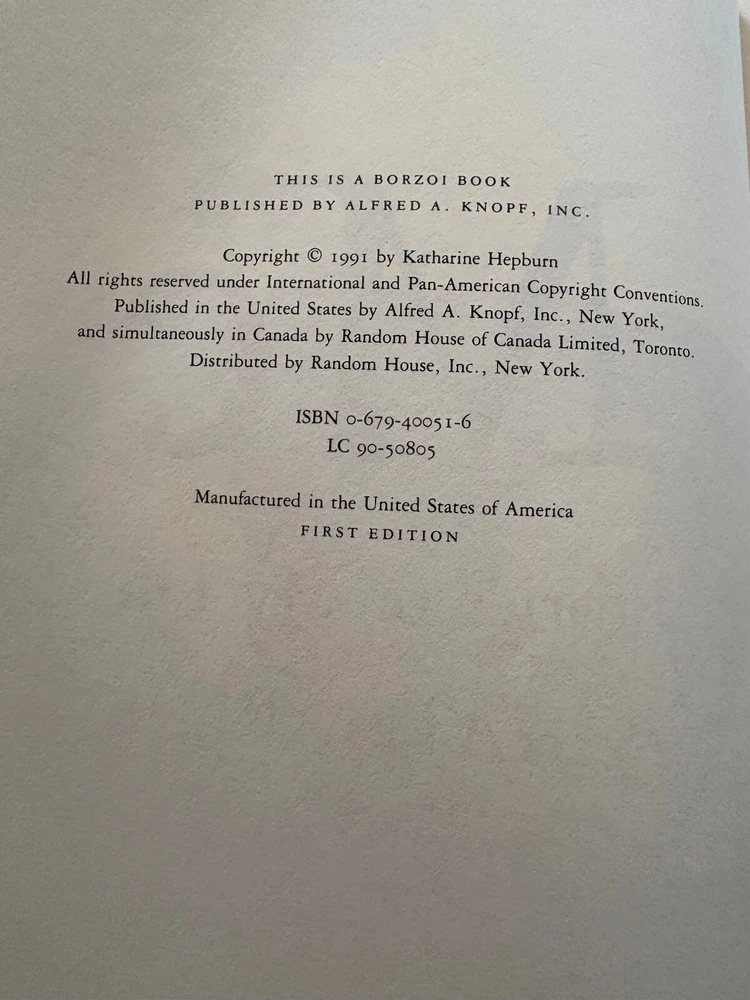 THIS IS A BORZOI BOOK
PUBLISHED BY ALFRED A. KNOPF, INC.
Copyright © 1991 by Katharine Hepburn
All rights reserved under International and Pan-American Copyright Conventions.
Published in the United States by Alfred A. Knopf, Inc., New York,
and simultaneously in Canada by Random House of Canada Limited, Toronto.
Distributed by Random House, Inc., New York.
ISBN 0-679-40051-6
LC 90-50805
Manufactured in the United States of America
FIRST EDITION